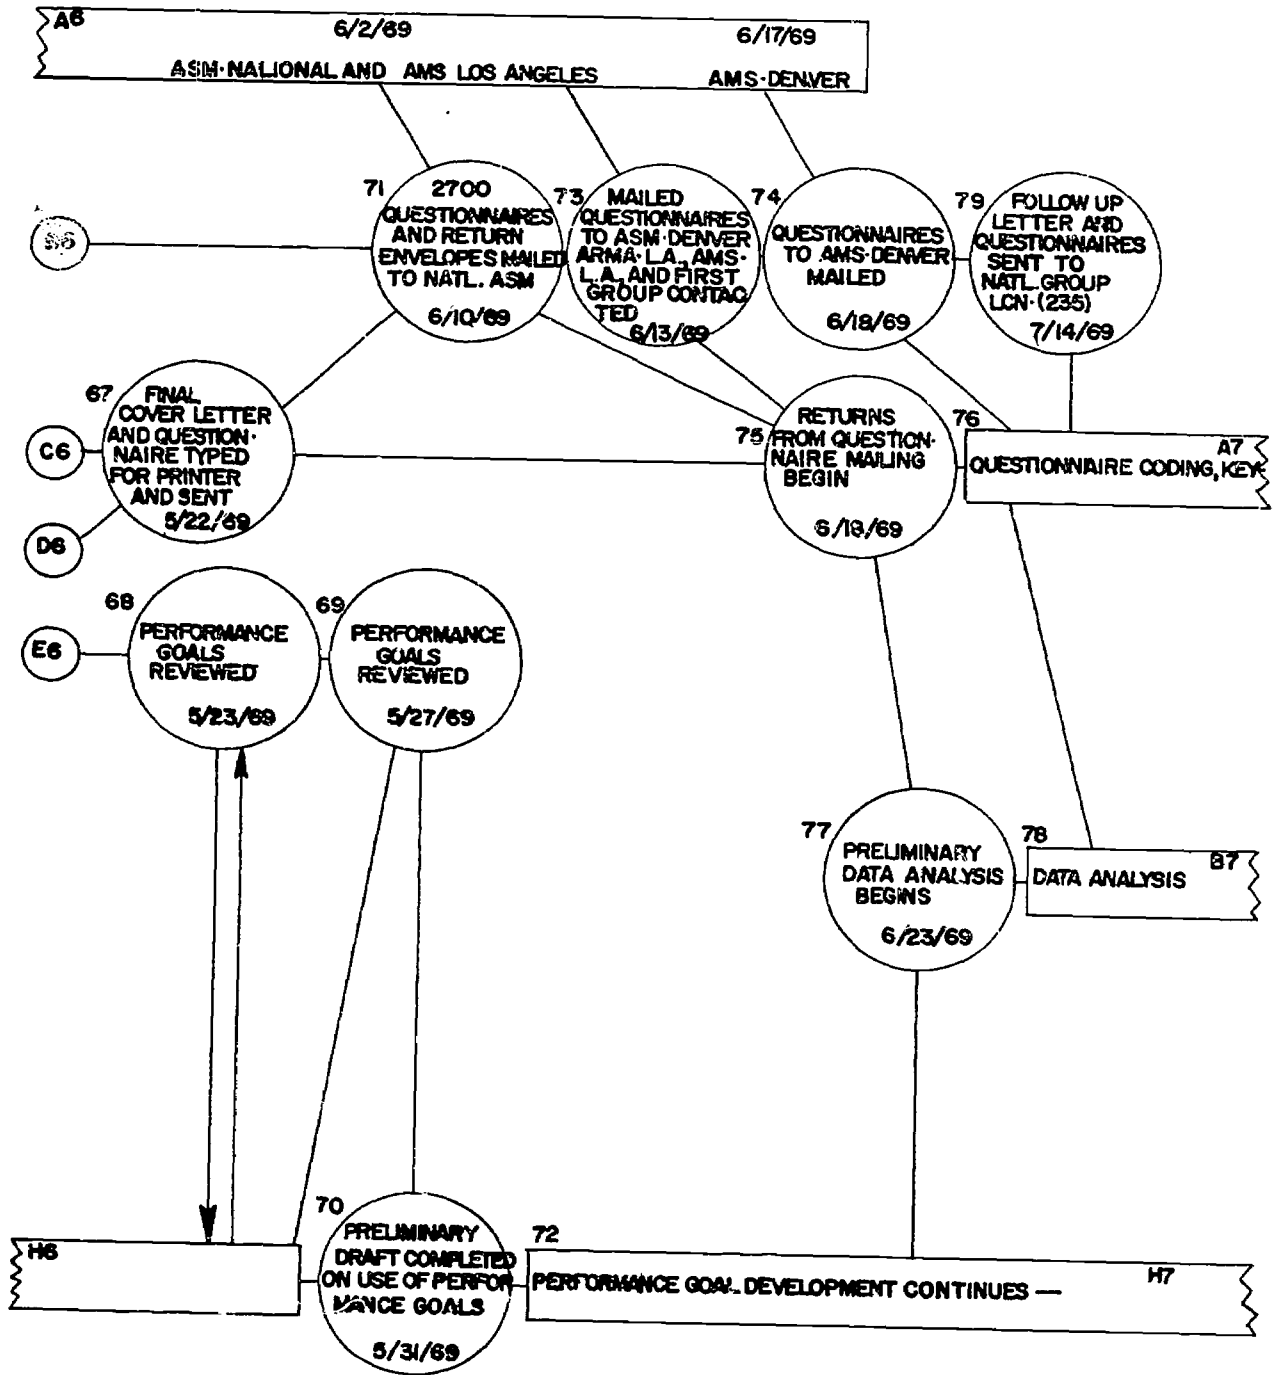 A6
6/2/69
6/17/69
ASM·NALIONAL AND AMS LOS ANGELES
AMS·DENVER
71
2700
QUESTIONNAIRES
AND RETURN
ENVELOPES MAILED
TO NATL. ASM
6/10/69
73
MAILED
QUESTIONNAIRES
TO ASM·DENVER
ARMA·L.A., AMS·
L.A., AND FIRST
GROUP CONTAC
TED
6/13/69
74
QUESTIONNAIRES
TO AMS·DENVER
MAILED
6/18/69
79
FOLLOW UP
LETTER AND
QUESTIONNAIRES
SENT TO
NATL. GROUP
LCN·(235)
7/14/69
67
FINAL
COVER LETTER
AND QUESTION·
NAIRE TYPED
FOR PRINTER
AND SENT
5/22/69
C6
D6
75
RETURNS
FROM QUESTION·
NAIRE MAILING
BEGIN
6/18/69
76
A7
QUESTIONNAIRE CODING, KEY-
68
PERFORMANCE
GOALS
REVIEWED
5/23/69
69
PERFORMANCE
GOALS
REVIEWED
5/27/69
E6
77
PRELIMINARY
DATA ANALYSIS
BEGINS
6/23/69
78
B7
DATA ANALYSIS
H6
70
PRELIMINARY
DRAFT COMPLETED
ON USE OF PERFOR
MANCE GOALS
5/31/69
72
H7
PERFORMANCE GOAL DEVELOPMENT CONTINUES —